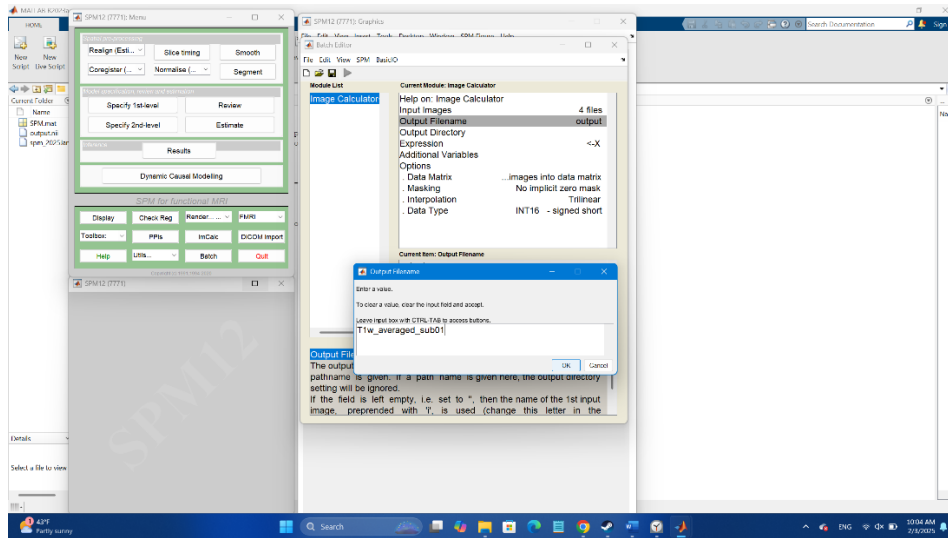 SPM12 (7771): Menu
Realign (Esti...
Slice timing
Smooth
Coregister (...
Normalise (...
Segment
Specify 1st-level
Review
Specify 2nd-level
Estimate
Results
Dynamic Causal Modelling
SPM for functional MRI
Display
Check Reg
Render...
FMRI
Toolbox:
PPIs
ImCalc
DICOM Import
Help
Utils...
Batch
Quit
SPM12 (7771)
SPM12
HOME
New Script
New Live Script
Current Folder
Name
SPM.mat
output.nii
Details
Select a file to view
SPM12 (7771): Graphics
Batch Editor
File Edit View SPM BasicIO
Module List
Image Calculator
Current Module: Image Calculator
Help on: Image Calculator
Input Images 4 files
Output Filename output
Output Directory
Expression <-X
Additional Variables
Options
. Data Matrix ...images into data matrix
. Masking No implicit zero mask
. Interpolation Trilinear
. Data Type INT16 - signed short
Current Item: Output Filename
Output Filename
Enter a value.
To clear a value, clear the input field and accept.
Leave input box with CTRL-TAB to access buttons.
T1w_averaged_sub01
OK
Cancel
Output File
The output
pathname is given. If a path name is given here, the output directory
setting will be ignored.
If the field is left empty, i.e. set to '', then the name of the 1st input
image, preprended with 'i', is used (change this letter in the
Search Documentation
Sign
43°F
Partly sunny
Search
ENG
10:04 AM
2/3/2025